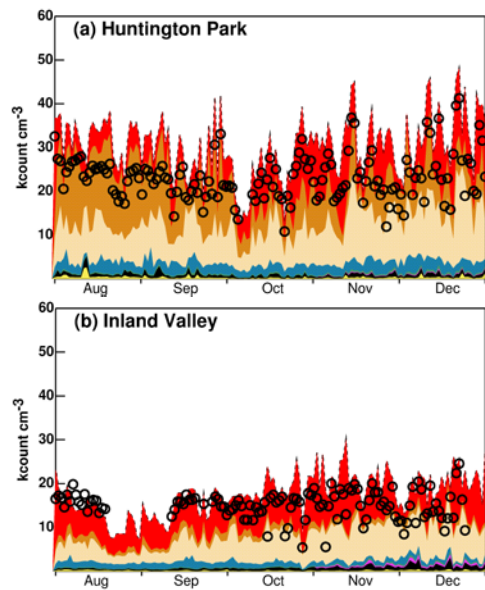 60
(a) Huntington Park
50
40
30
20
10
kcount cm-3
Aug Sep Oct Nov Dec
60
(b) Inland Valley
50
40
30
20
10
kcount cm-3
Aug Sep Oct Nov Dec